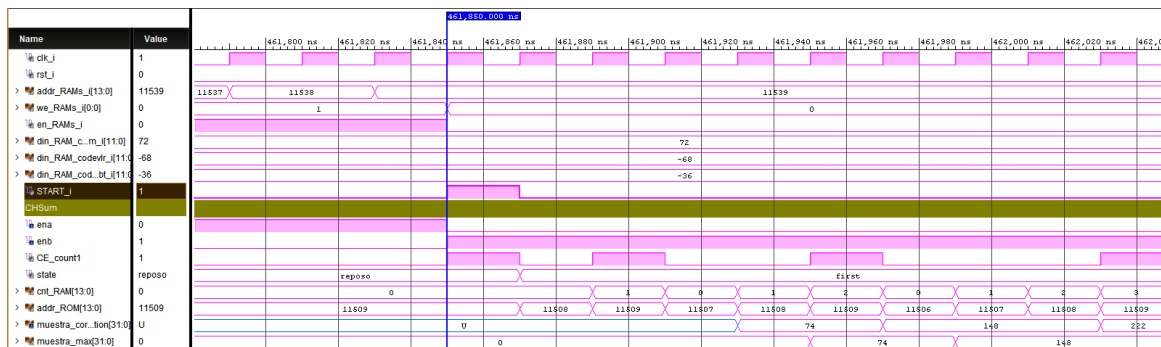 461,850.000 ns
Name Value 461,800 ns 461,820 ns 461,840 ns 461,860 ns 461,880 ns 461,900 ns 461,920 ns 461,940 ns 461,960 ns 461,980 ns 462,000 ns 462,020 ns
clk_i 1
rst_i 0
addr_RAMs_i[13:0] 11539 11537 11538 11539
we_RAMs_i[0:0] 0 1 0
en_RAMs_i 0
din_RAM_c...m_i[11:0] 72 72
din_RAM_codevlr_i[11:0 -68 -68
din_RAM_cod...bt_i[11:0 -36 -36
START_i 1
CHSum
ena 0
enb 1
CE_count1 1
state reposo reposo first
cnt_RAM[13:0] 0 0 1 0 1 2 0 1 2 3
addr_ROM[13:0] 11509 11509 11508 11509 11507 11508 11509 11506 11507 11508 11509
muestra_cor...tion[31:0] U U 74 148 222
muestra_max[31:0] 0 0 74 148